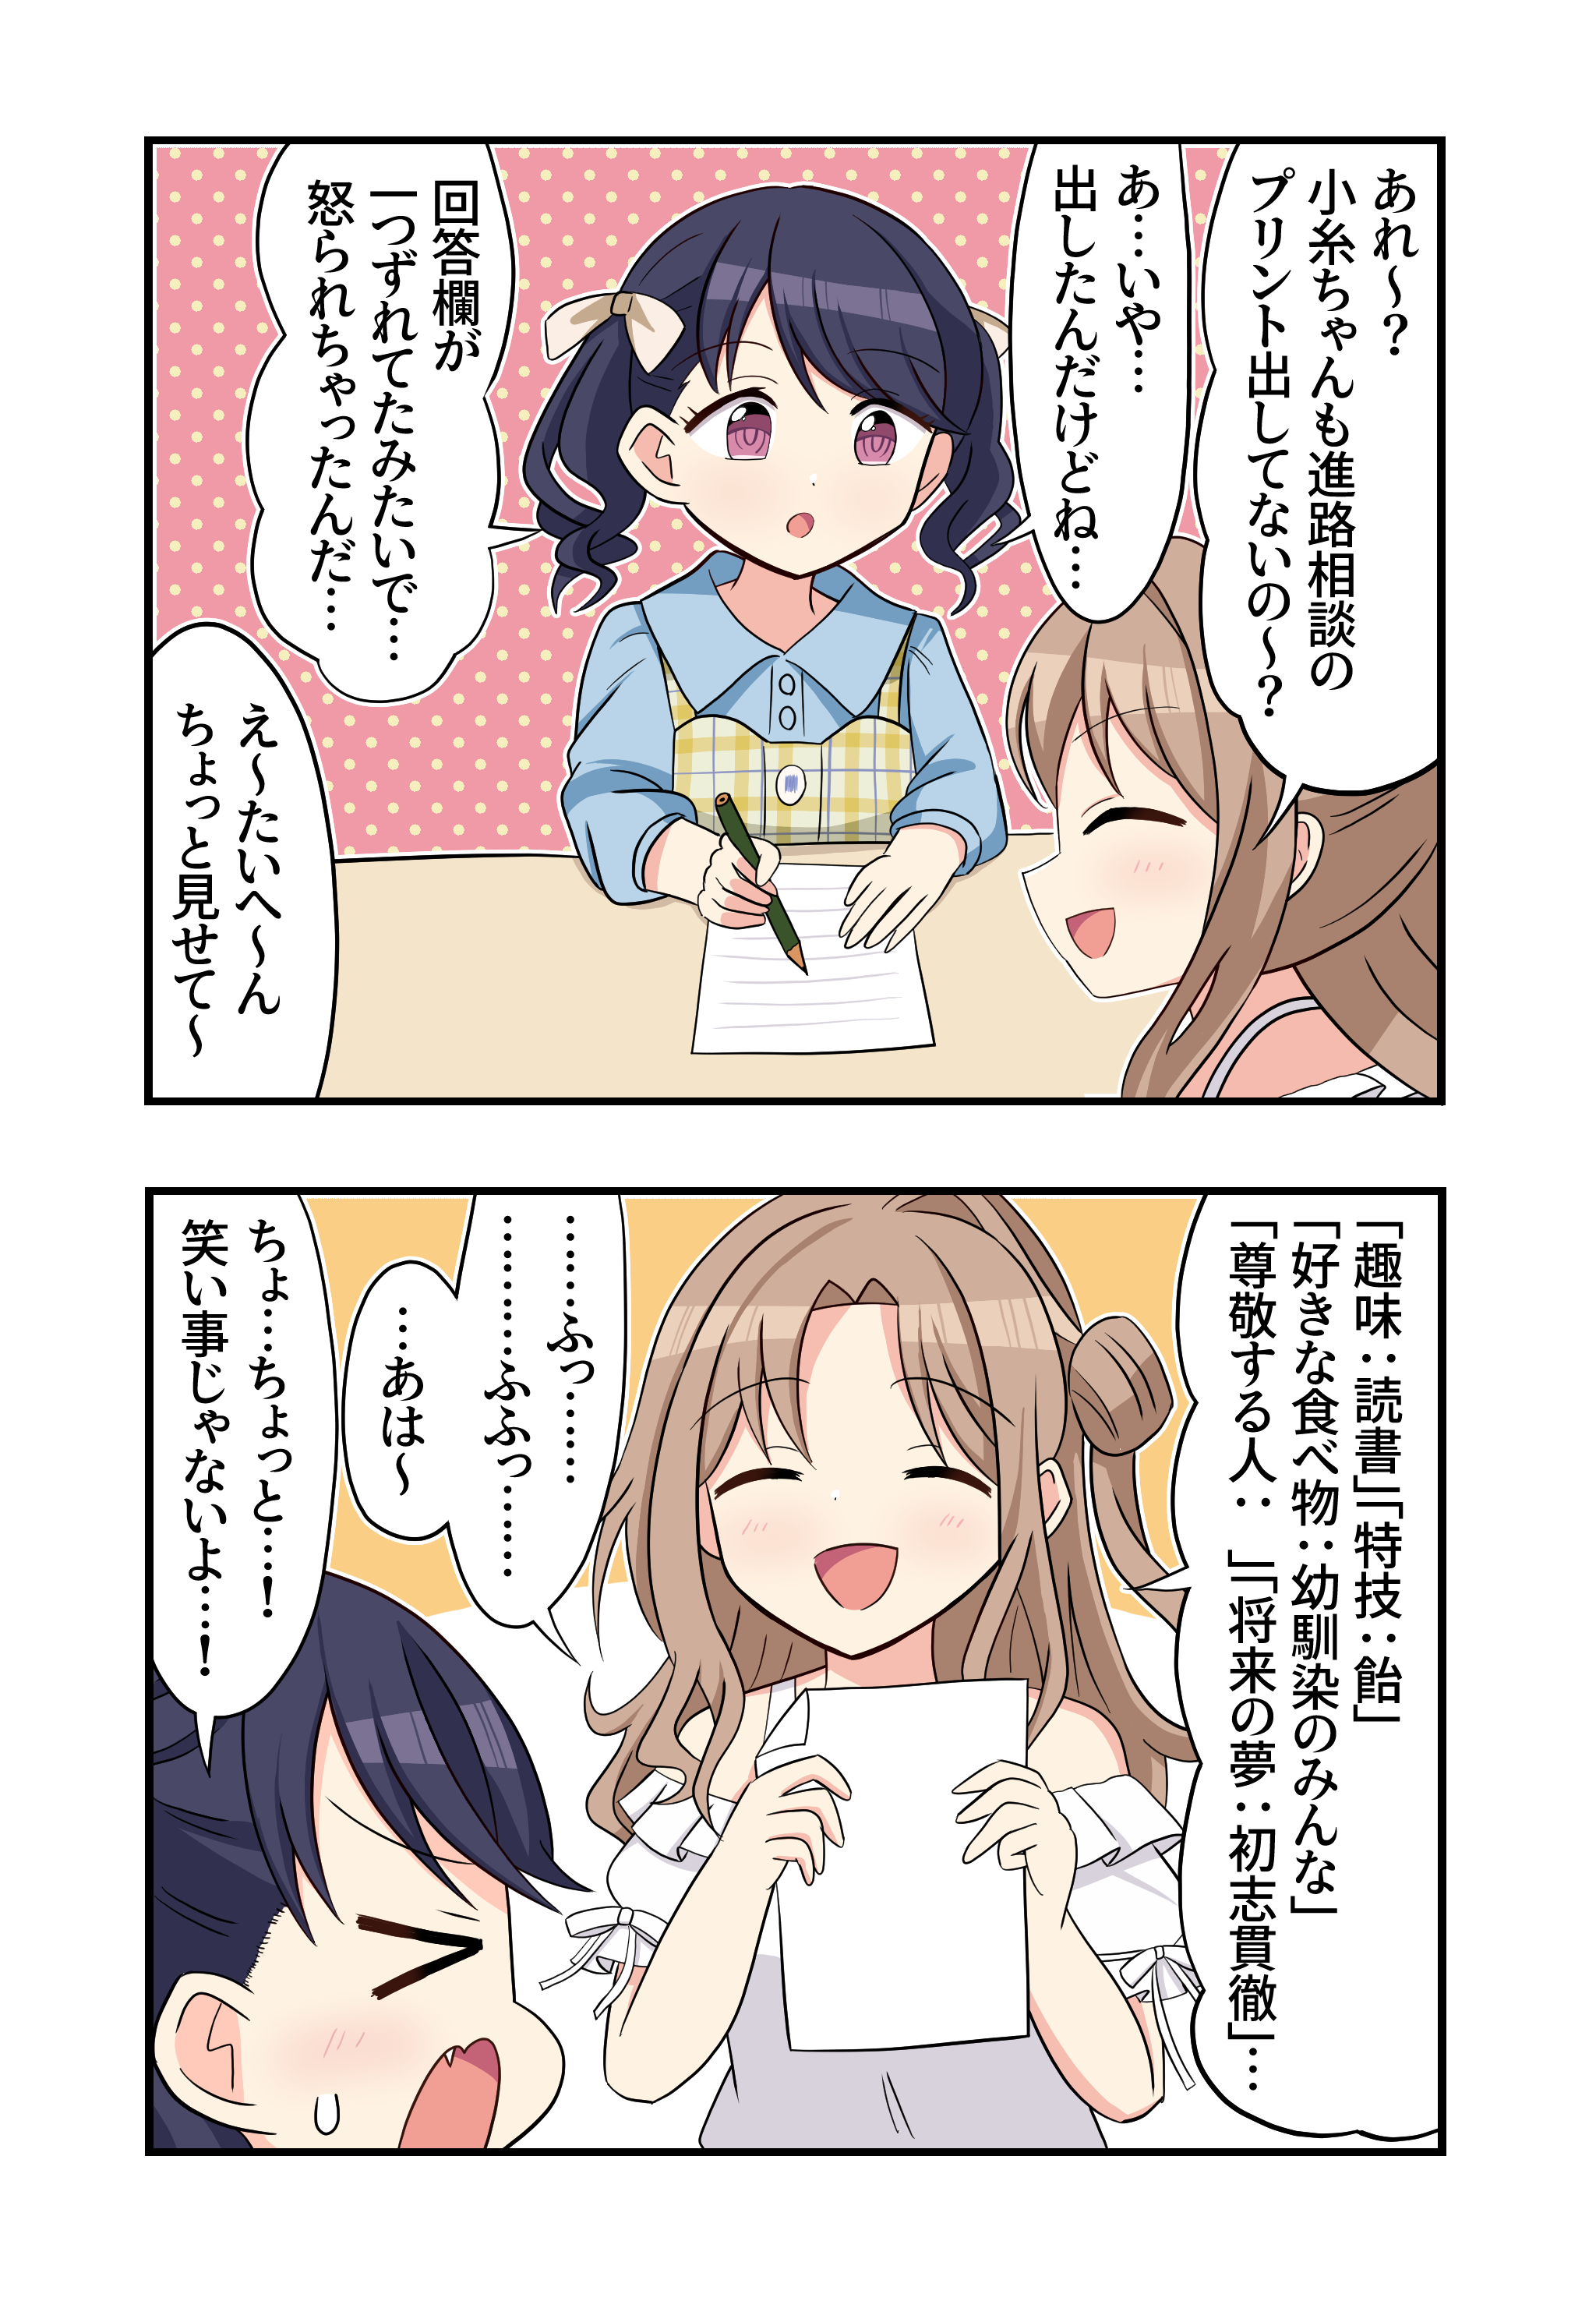 あれ～?
小糸ちゃんも進路相談の
プリント出してないの～?
あ…いや……
出したんだけどね…
回答欄が
一つずれてたみたいで…
怒られちゃったんだ…
え～たいへ～ん
ちょっと見せて～
「趣味：読書」「特技：飴」
「好きな食べ物：幼馴染のみんな」
「尊敬する人：　」「将来の夢：初志貫徹」…
………ふっ………
…………ふふっ………
…あは～
ちょ……ちょっと……!
笑い事じゃないよ……!